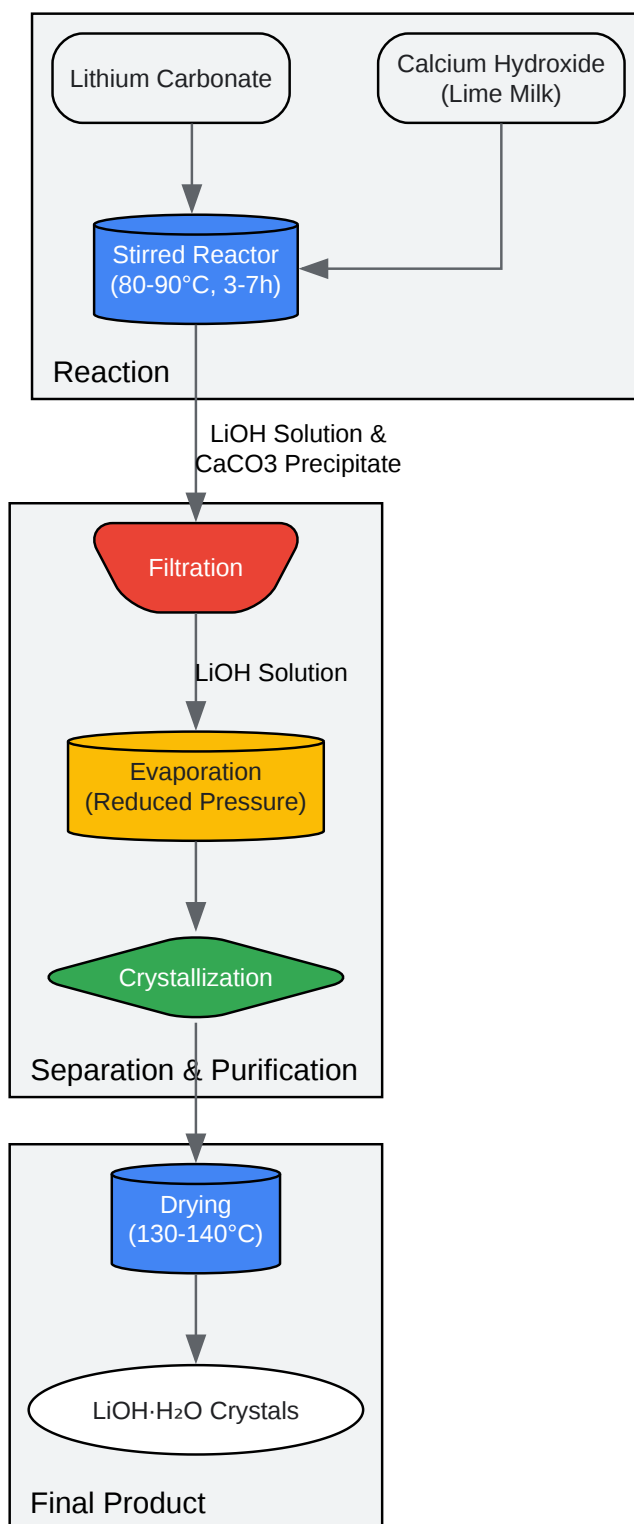 Lithium Carbonate
Calcium Hydroxide
(Lime Milk)
Stirred Reactor
(80-90°C, 3-7h)
Reaction
LiOH Solution &
CaCO3 Precipitate
Filtration
LiOH Solution
Evaporation
(Reduced Pressure)
Crystallization
Separation & Purification
Drying
(130-140°C)
LiOH·H₂O Crystals
Final Product